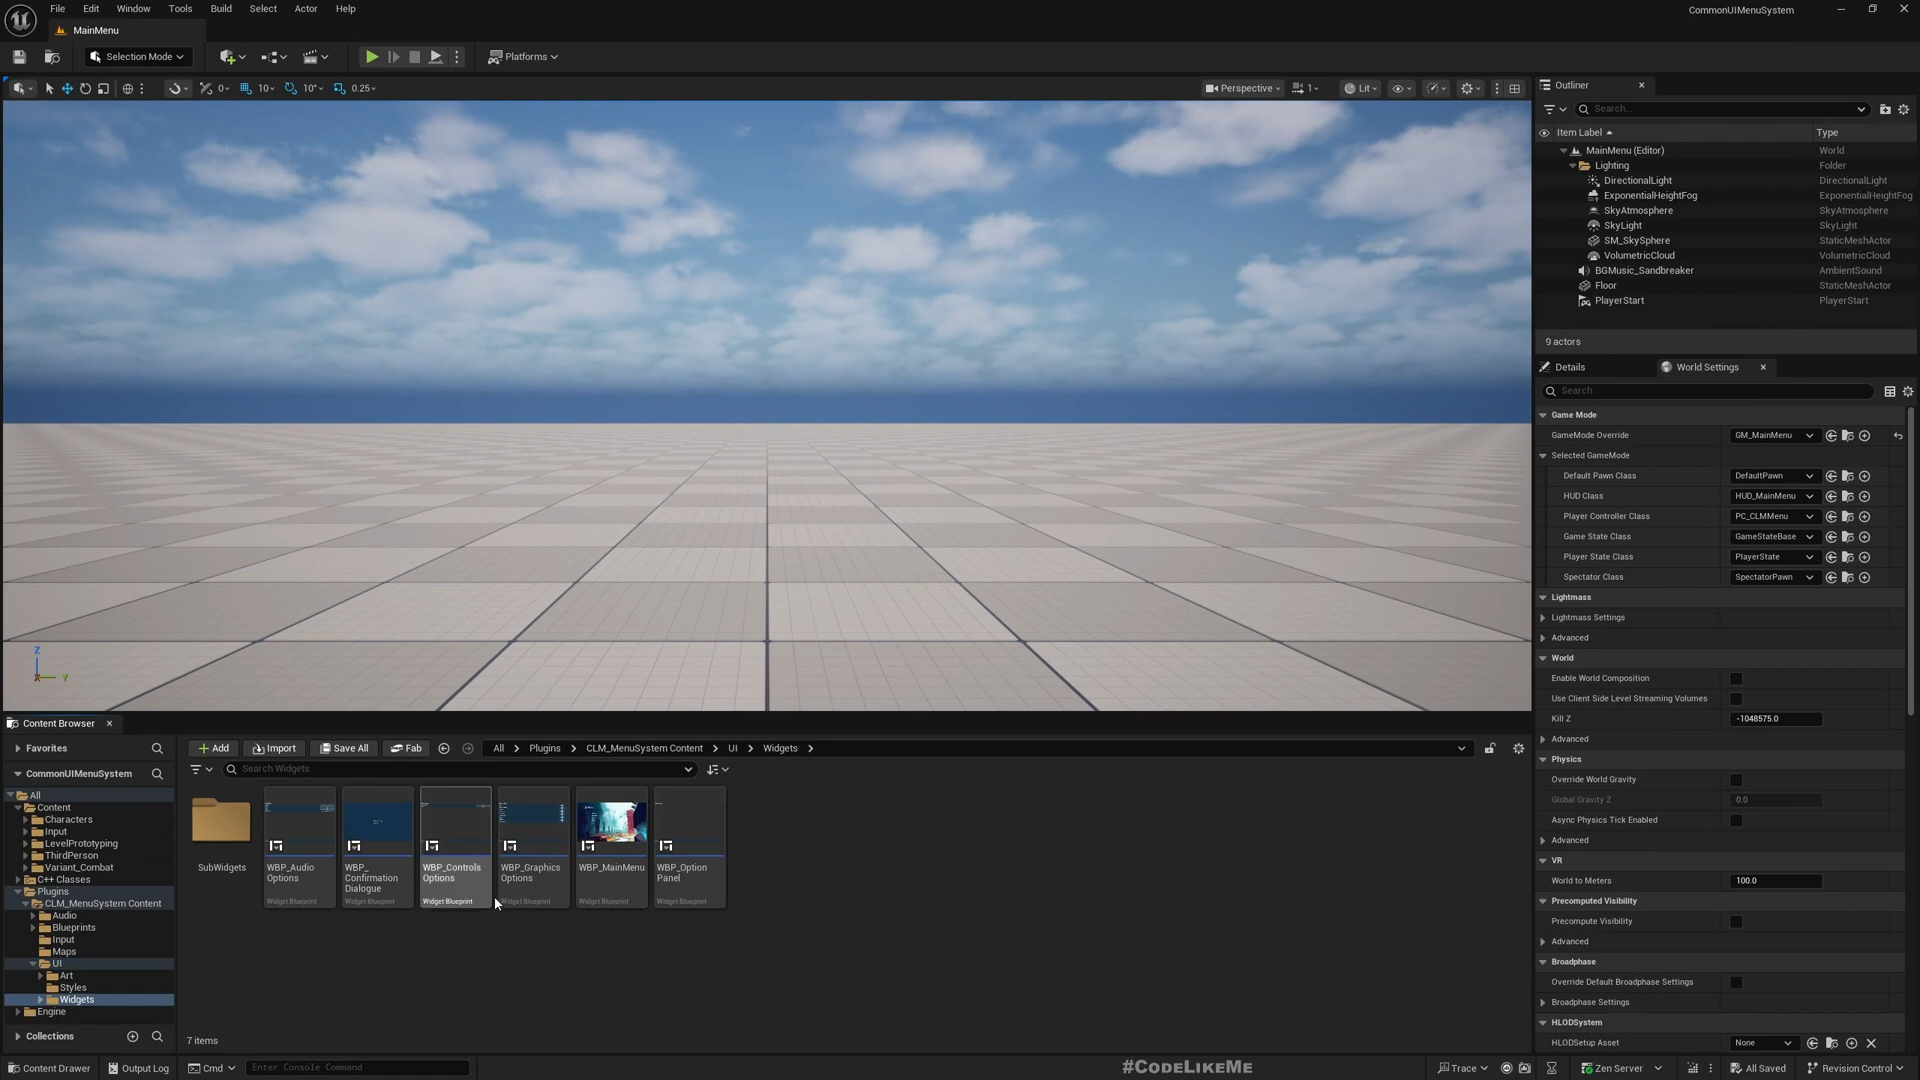 File Edit Window Tools Build Select Actor Help
CommonUIMenuSystem
MainMenu
Selection Mode
Platforms
0
10
10°
0.25
Perspective
1
Lit
Outliner
Search...
Item Label
Type
MainMenu (Editor)
World
Lighting
Folder
DirectionalLight
DirectionalLight
ExponentialHeightFog
ExponentialHeightFog
SkyAtmosphere
SkyAtmosphere
SkyLight
SkyLight
SM_SkySphere
StaticMeshActor
VolumetricCloud
VolumetricCloud
BGMusic_Sandbreaker
AmbientSound
Floor
StaticMeshActor
PlayerStart
PlayerStart
9 actors
Details
World Settings
Search
Game Mode
GameMode Override
GM_MainMenu
Selected GameMode
Default Pawn Class
DefaultPawn
HUD Class
HUD_MainMenu
Player Controller Class
PC_CLMMenu
Game State Class
GameStateBase
Player State Class
PlayerState
Spectator Class
SpectatorPawn
Lightmass
Lightmass Settings
Advanced
World
Enable World Composition
Use Client Side Level Streaming Volumes
Kill Z
-1048575.0
Advanced
Physics
Override World Gravity
Global Gravity Z
0.0
Async Physics Tick Enabled
Advanced
VR
World to Meters
100.0
Precomputed Visibility
Precompute Visibility
Advanced
Broadphase
Override Default Broadphase Settings
Broadphase Settings
HLODSystem
HLODSetup Asset
None
Z
X
Y
Content Browser
Favorites
CommonUIMenuSystem
All
Content
Characters
Input
LevelPrototyping
ThirdPerson
Variant_Combat
C++ Classes
Plugins
CLM_MenuSystem Content
Audio
Blueprints
Input
Maps
UI
Art
Styles
Widgets
Engine
Collections
Add
Import
Save All
Fab
All
Plugins
CLM_MenuSystem Content
UI
Widgets
Search Widgets
SubWidgets
WBP_Audio
Options
Widget Blueprint
WBP_
Confirmation
Dialogue
Widget Blueprint
WBP_Controls
Options
Widget Blueprint
WBP_Graphics
Options
Widget Blueprint
WBP_MainMenu
Widget Blueprint
WBP_Option
Panel
Widget Blueprint
7 items
Content Drawer
Output Log
Cmd
Enter Console Command
#CodeLikeMe
Trace
Zen Server
All Saved
Revision Control